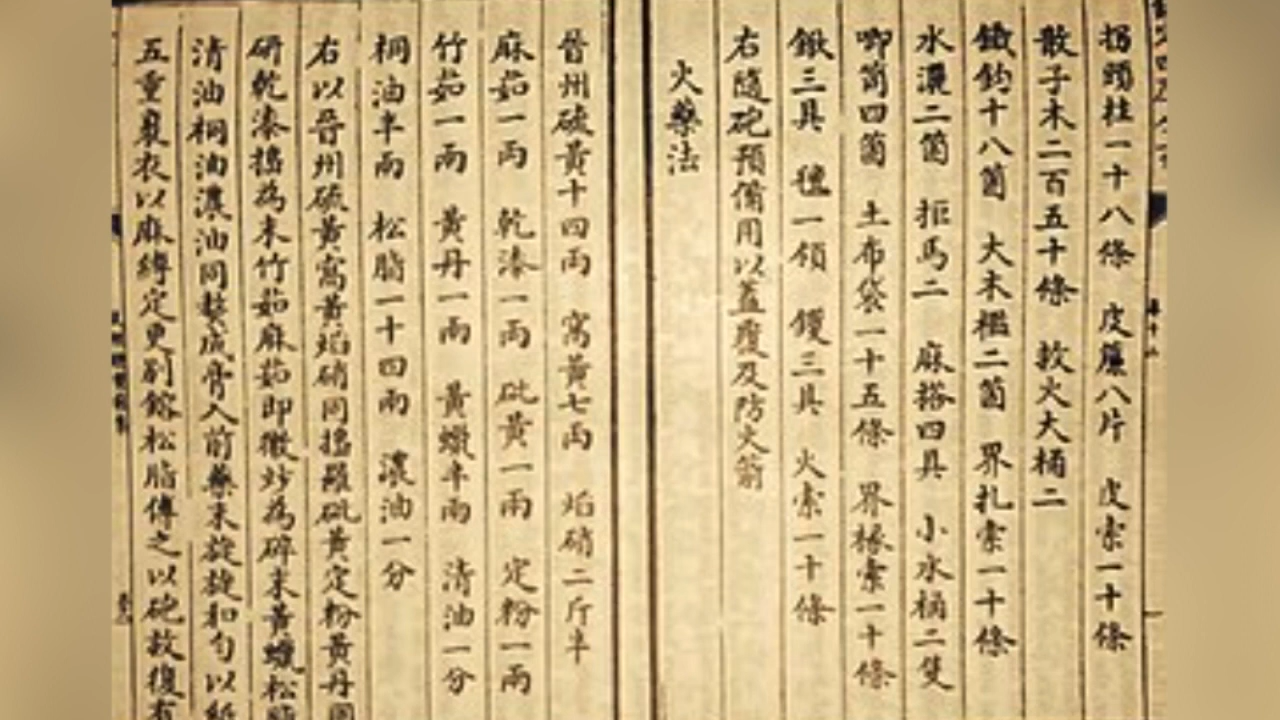 拐頭柱一十八條 皮簾八片 皮索一十條
散子木二百五十條 救火大桶二
鐵鈎十八箇 大木檻二箇 界扎索一十條
水濃二箇 拒馬二 麻搭四具 小水桶二隻
唧筒四箇 土布袋一十五條 界椽索一十條
鍬三具 氊一領 钁三具 火索一十條
右隨砲預備用以蓋覆及防火箭
火藥法
晉州硫黃十四兩 窩黃七兩 焰硝二斤半
麻茹一兩 乾漆一兩 砒黃一兩 定粉一兩
竹茹一兩 黃丹一兩 黃蠟半兩 清油一分
桐油半兩 松脂一十四兩 濃油一分
右以晉州硫黃窩黃焰硝同搗羅砒黃定粉黃丹同
研乾漆搗為末竹茹麻茹即微炒為碎末黃蠟松脂
清油桐油濃油同熬成膏入前藥末旋旋和勻以紙
五重裹衣以麻縛定更別鎔松脂傅之以砲放復有